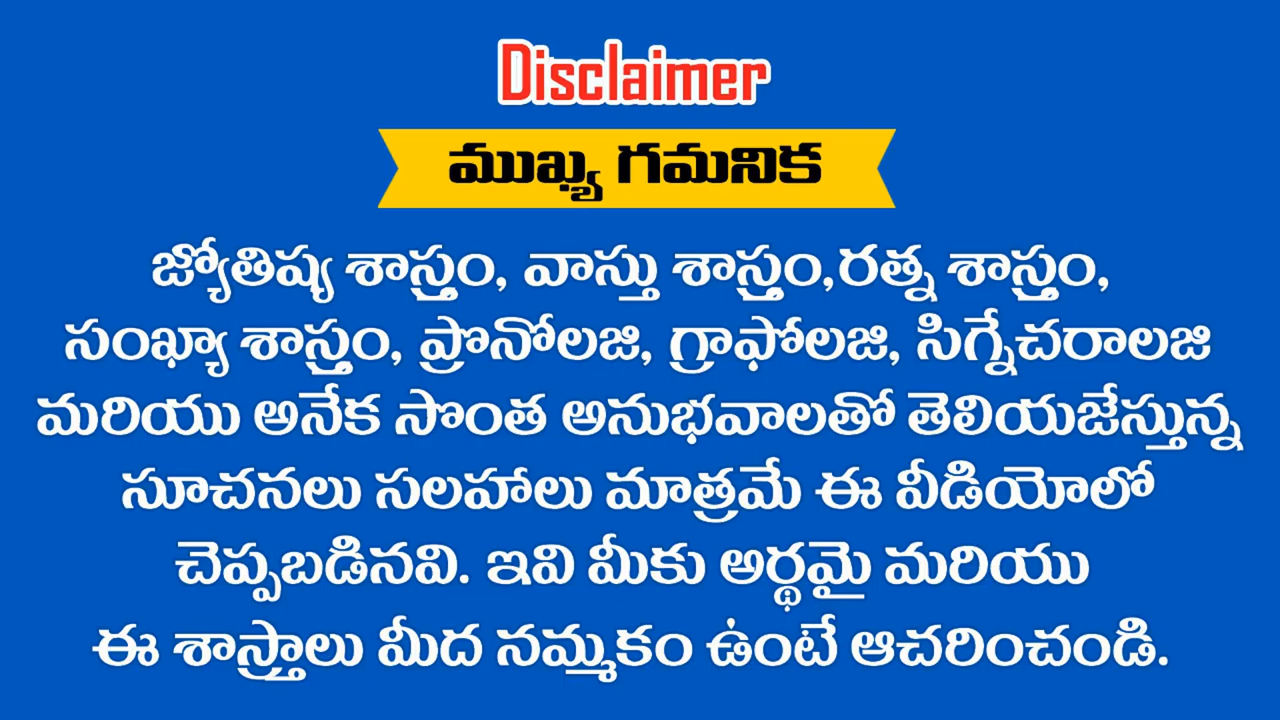 Disclaimer
ముఖ్య గమనిక
జ్యోతిష్య శాస్త్రం, వాస్తు శాస్త్రం,రత్న శాస్త్రం,
సంఖ్యా శాస్త్రం, ప్రొనోలజి, గ్రాఫోలజి, సిగ్నేచరాలజి
మరియు అనేక సొంత అనుభవాలతో తెలియజేస్తున్న
సూచనలు సలహాలు మాత్రమే ఈ వీడియోలో
చెప్పబడినవి. ఇవి మీకు అర్థమై మరియు
ఈ శాస్త్రాలు మీద నమ్మకం ఉంటే ఆచరించండి.